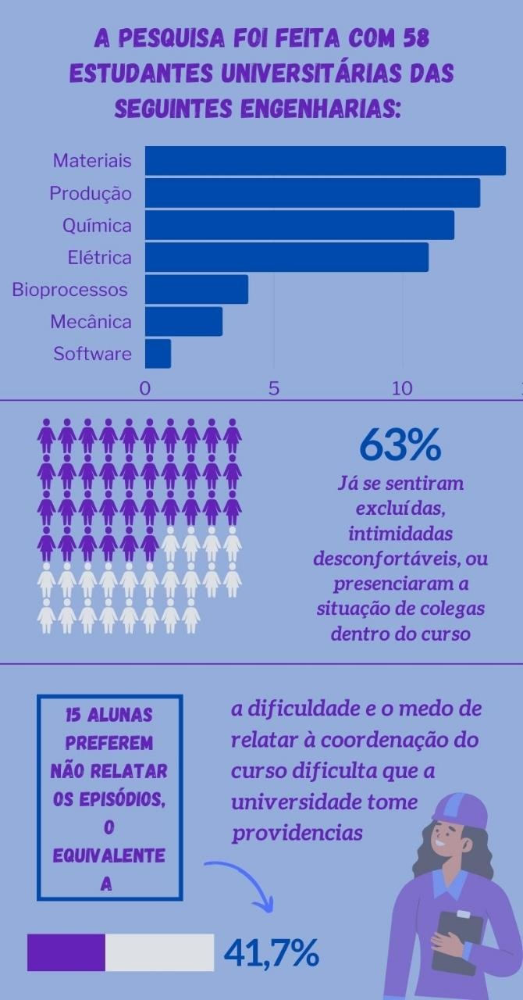 A PESQUISA FOI FEITA COM 58
ESTUDANTES UNIVERSITÁRIAS DAS
SEGUINTES ENGENHARIAS:
Materiais
Produção
Química
Elétrica
Bioprocessos
Mecânica
Software
0 5 10
63%
Já se sentiram
excluídas,
intimidadas
desconfortáveis, ou
presenciaram a
situação de colegas
dentro do curso
15 ALUNAS
PREFEREM
NÃO RELATAR
OS EPISÓDIOS,
O
EQUIVALENTE
A
a dificuldade e o medo de
relatar à coordenação do
curso dificulta que a
universidade tome
providencias
41,7%